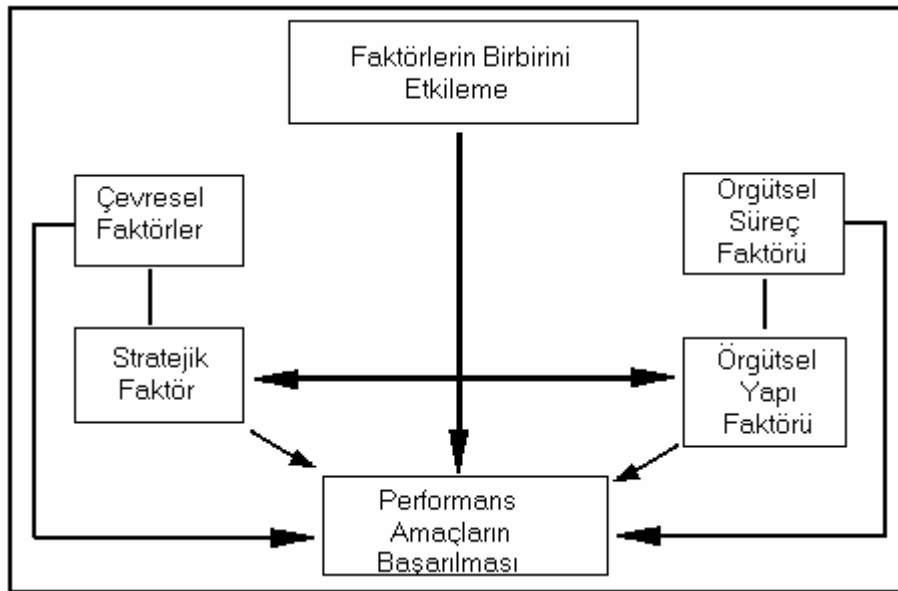 Faktörlerin Birbirini
Etkileme
Çevresel
Faktörler
Orgütsel
Süreç
Faktörü
Stratejik
Faktör
Örgütsel
Yapı
Faktörü
Performans
Amaçların
Başarılması